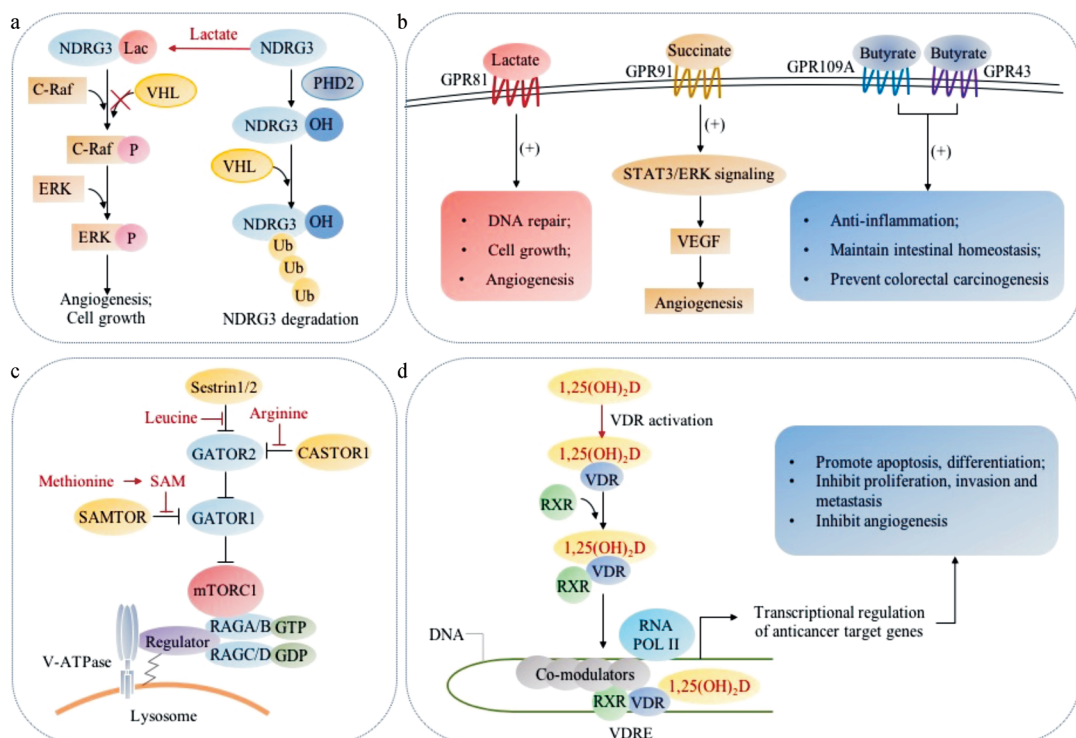 a
NDRG3
Lac
Lactate
NDRG3
C-Raf
VHL
PHD2
NDRG3
OH
C-Raf
P
VHL
ERK
NDRG3
OH
ERK
P
Ub
Ub
Ub
Angiogenesis;
Cell growth
NDRG3 degradation
b
Lactate
GPR81
Succinate
GPR91
Butyrate
Butyrate
GPR109A
GPR43
(+)
(+)
(+)
STAT3/ERK signaling
VEGF
Angiogenesis
• DNA repair;
• Cell growth;
• Angiogenesis
• Anti-inflammation;
• Maintain intestinal homeostasis;
• Prevent colorectal carcinogenesis
c
Sestrin1/2
Leucine
Arginine
GATOR2
CASTOR1
Methionine
SAM
SAMTOR
GATOR1
mTORC1
RAGA/B
GTP
Regulator
RAGC/D
GDP
V-ATPase
Lysosome
d
1,25(OH)₂D
VDR activation
1,25(OH)₂D
VDR
RXR
1,25(OH)₂D
VDR
RXR
DNA
RNA
POL II
Co-modulators
1,25(OH)₂D
RXR
VDR
VDRE
Transcriptional regulation
of anticancer target genes
• Promote apoptosis, differentiation;
• Inhibit proliferation, invasion and
metastasis
• Inhibit angiogenesis